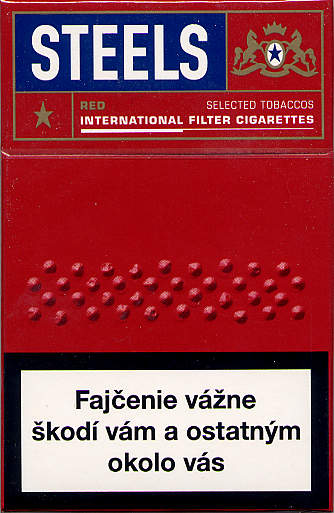 STEELS
RED
SELECTED TOBACCOS
INTERNATIONAL FILTER CIGARETTES
Fajčenie vážne
škodí vám a ostatným
okolo vás